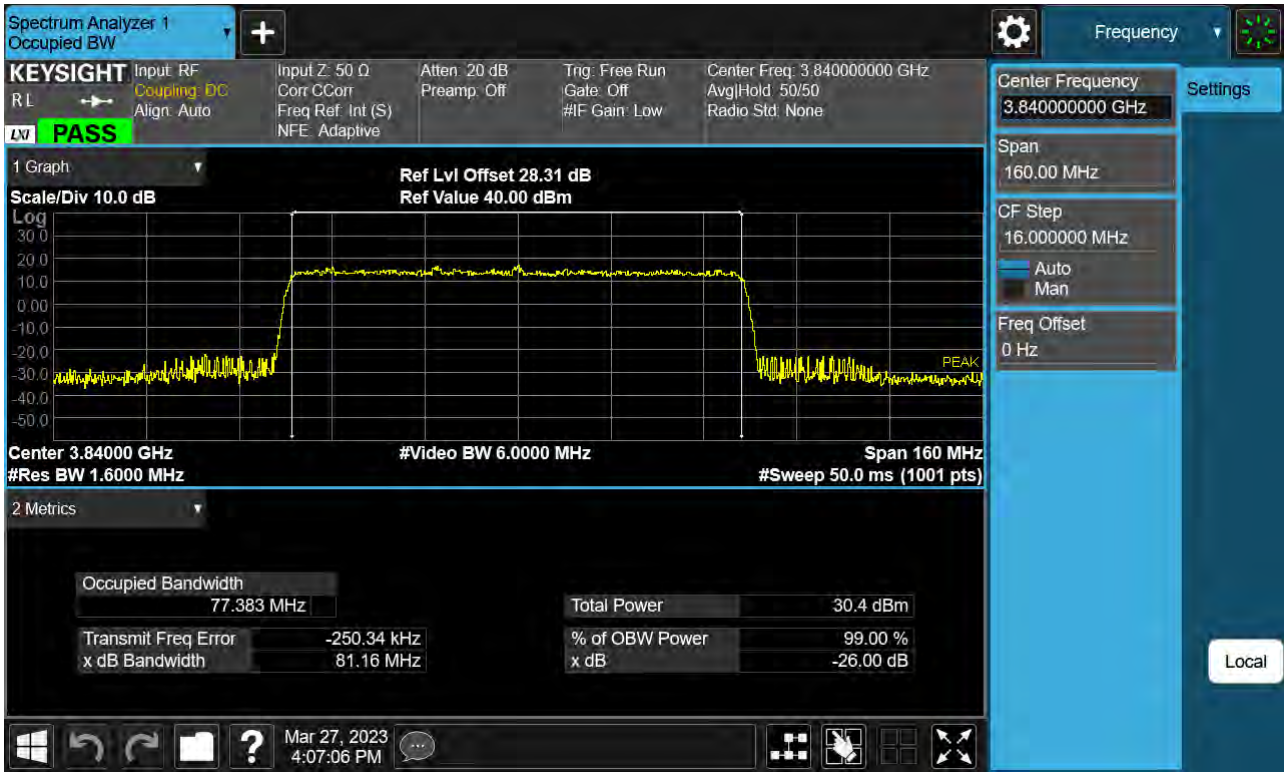 Spectrum Analyzer 1
Occupied BW
+
Frequency
KEYSIGHT
RL
LXI
PASS
Input: RF
Coupling: DC
Align: Auto
Input Z: 50 Ω
Corr CCorr
Freq Ref: Int (S)
NFE: Adaptive
Atten: 20 dB
Preamp: Off
Trig: Free Run
Gate: Off
#IF Gain: Low
Center Freq: 3.840000000 GHz
Avg|Hold: 50/50
Radio Std: None
Center Frequency
3.840000000 GHz
Settings
Span
160.00 MHz
CF Step
16.000000 MHz
Auto
Man
Freq Offset
0 Hz
1 Graph
Scale/Div 10.0 dB
Ref Lvl Offset 28.31 dB
Ref Value 40.00 dBm
Log
30.0
20.0
10.0
0.00
-10.0
-20.0
-30.0
-40.0
-50.0
PEAK
Center 3.84000 GHz
#Video BW 6.0000 MHz
Span 160 MHz
#Res BW 1.6000 MHz
#Sweep 50.0 ms (1001 pts)
2 Metrics
Occupied Bandwidth
77.383 MHz
Total Power 30.4 dBm
Transmit Freq Error -250.34 kHz
% of OBW Power 99.00 %
x dB Bandwidth 81.16 MHz
x dB -26.00 dB
Local
?
Mar 27, 2023
4:07:06 PM